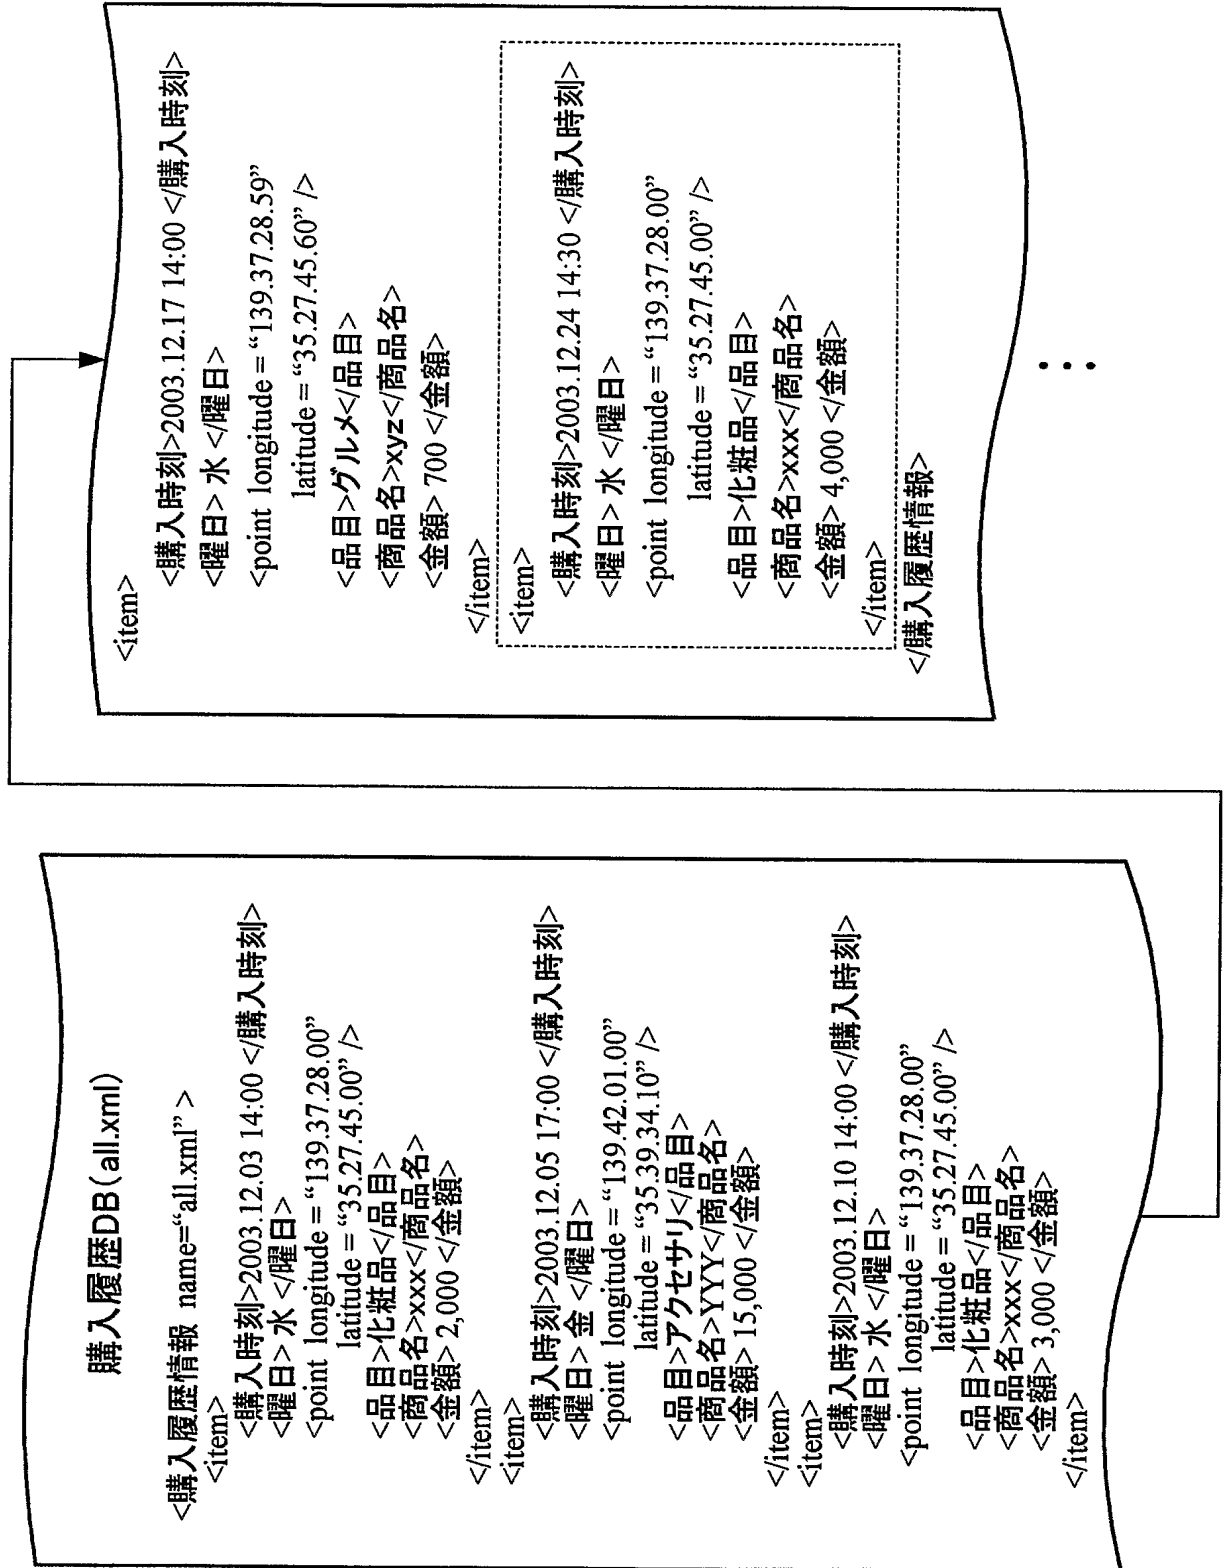 購入履歴DB(all.xml)
<購入履歴情報 name=“all.xml” >
<item>
<購入時刻>2003.12.03 14:00 </購入時刻>
<曜日> 水 </曜日>
<point longitude = “139.37.28.00”
latitude = “35.27.45.00” />
<品目>化粧品</品目>
<商品名>xxx</商品名>
<金額> 2,000 </金額>
</item>
<item>
<購入時刻>2003.12.05 17:00 </購入時刻>
<曜日> 金 </曜日>
<point longitude = “139.42.01.00”
latitude = “35.39.34.10” />
<品目>アクセサリ</品目>
<商品名>YYY</商品名>
<金額> 15,000 </金額>
</item>
<item>
<購入時刻>2003.12.10 14:00 </購入時刻>
<曜日> 水 </曜日>
<point longitude = “139.37.28.00”
latitude = “35.27.45.00” />
<品目>化粧品</品目>
<商品名>xxx</商品名>
<金額> 3,000 </金額>
</item>
<item>
<購入時刻>2003.12.17 14:00 </購入時刻>
<曜日> 水 </曜日>
<point longitude = “139.37.28.59”
latitude = “35.27.45.60” />
<品目>グルメ</品目>
<商品名>xyz</商品名>
<金額> 700 </金額>
</item>
<item>
<購入時刻>2003.12.24 14:30 </購入時刻>
<曜日> 水 </曜日>
<point longitude = “139.37.28.00”
latitude = “35.27.45.00” />
<品目>化粧品</品目>
<商品名>xxx</商品名>
<金額> 4,000 </金額>
</item>
</購入履歴情報>